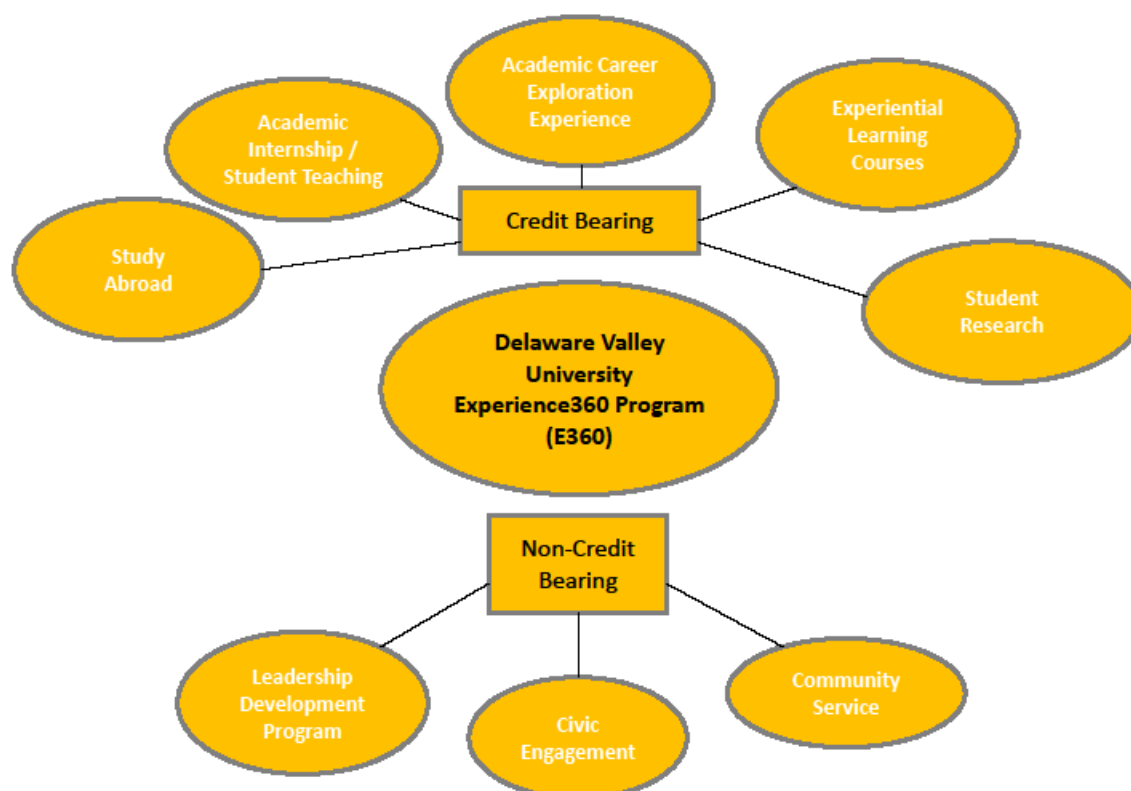 Academic Career
Exploration
Experience
Academic
Internship /
Student Teaching
Experiential
Learning
Courses
Credit Bearing
Study
Abroad
Student
Research
Delaware Valley
University
Experience360 Program
(E360)
Non-Credit
Bearing
Leadership
Development
Program
Civic
Engagement
Community
Service